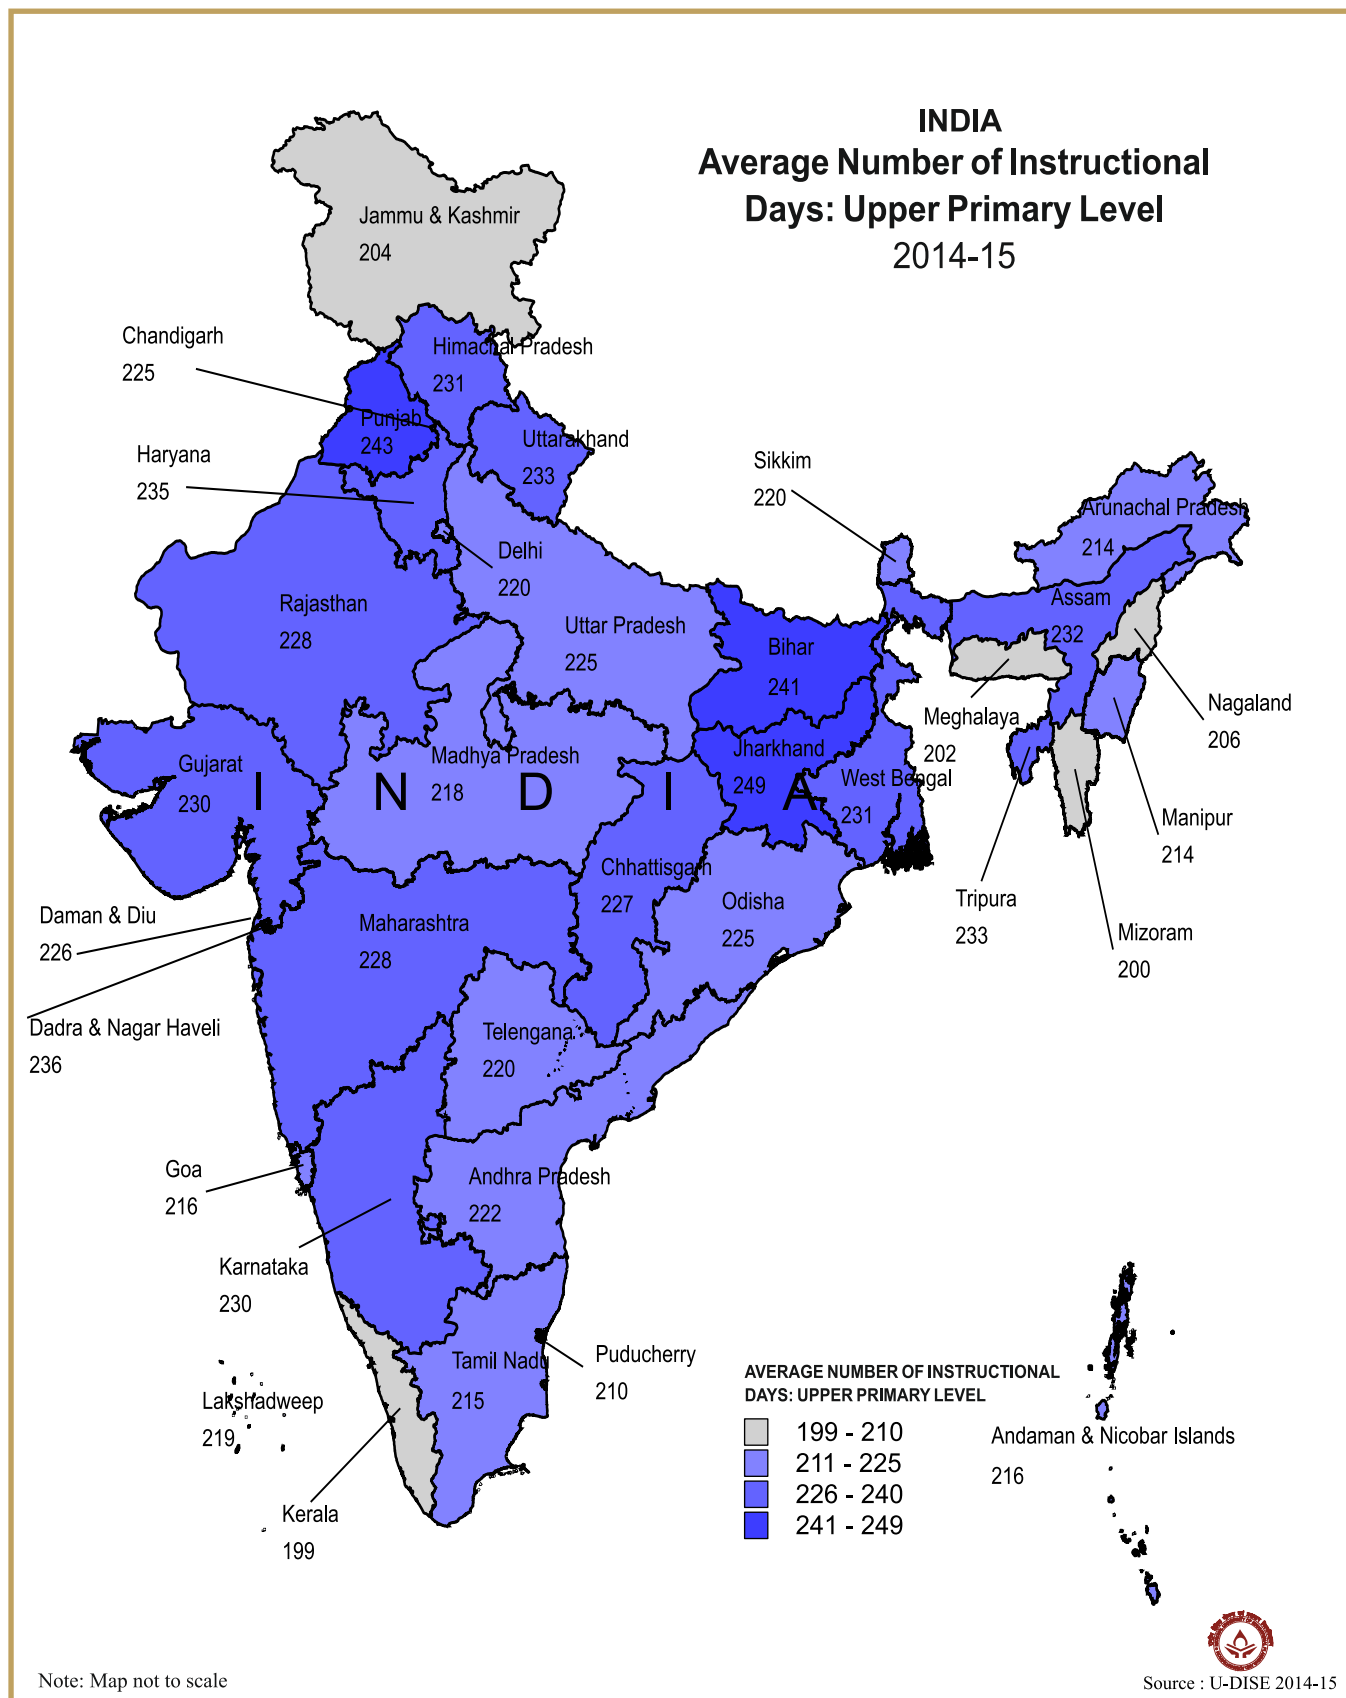 INDIA
Average Number of Instructional
Days: Upper Primary Level
2014-15
Jammu & Kashmir
204
Chandigarh
225
Himachal Pradesh
231
Punjab
243
Uttarakhand
233
Haryana
235
Sikkim
220
Arunachal Pradesh
214
Delhi
220
Rajasthan
228
Uttar Pradesh
225
Assam
232
Bihar
241
Nagaland
206
Meghalaya
202
Jharkhand
249
Madhya Pradesh
218
Gujarat
230
West Bengal
231
I N D I A
Manipur
214
Chhattisgarh
227
Tripura
233
Odisha
225
Daman & Diu
226
Maharashtra
228
Mizoram
200
Dadra & Nagar Haveli
236
Telengana
220
Goa
216
Andhra Pradesh
222
Karnataka
230
Puducherry
210
Tamil Nadu
215
Lakshadweep
219
Kerala
199
AVERAGE NUMBER OF INSTRUCTIONAL
DAYS: UPPER PRIMARY LEVEL
199 - 210
211 - 225
226 - 240
241 - 249
Andaman & Nicobar Islands
216
Note: Map not to scale
Source : U-DISE 2014-15